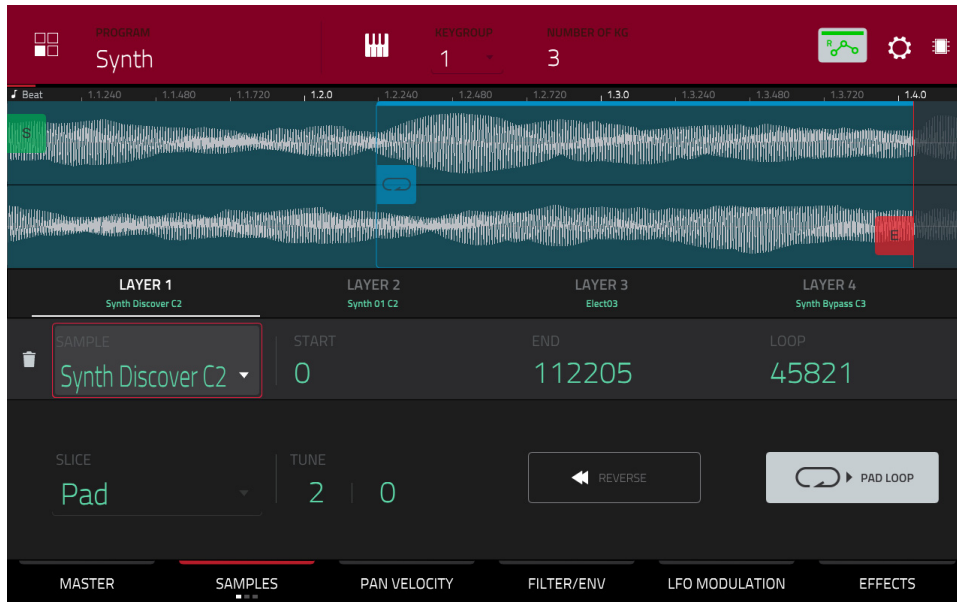 PROGRAM KEYGROUP NUMBER OF KG
Synth 1 3 R
Beat 1.1.240 1.1.480 1.1.720 1.2.0 1.2.240 1.2.480 1.2.720 1.3.0 1.3.240 1.3.480 1.3.720 1.4.0
S
E
LAYER 1 LAYER 2 LAYER 3 LAYER 4
Synth Discover C2 Synth 01 C2 Elect03 Synth Bypass C3
SAMPLE START END LOOP
Synth Discover C2 0 112205 45821
SLICE TUNE
Pad 2 0 REVERSE PAD LOOP
MASTER SAMPLES PAN VELOCITY FILTER/ENV LFO MODULATION EFFECTS